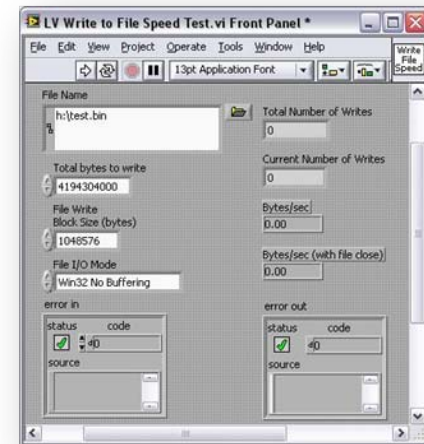 LV Write to File Speed Test.vi Front Panel *
File Edit View Project Operate Tools Window Help
13pt Application Font
Write
File
Speed
File Name
h:\test.bin
Total bytes to write
4194304000
File Write
Block Size (bytes)
1048576
File I/O Mode
Win32 No Buffering
Total Number of Writes
0
Current Number of Writes
0
Bytes/sec
0.00
Bytes/sec (with file close)
0.00
error in
status code
d0
source
error out
status code
d0
source